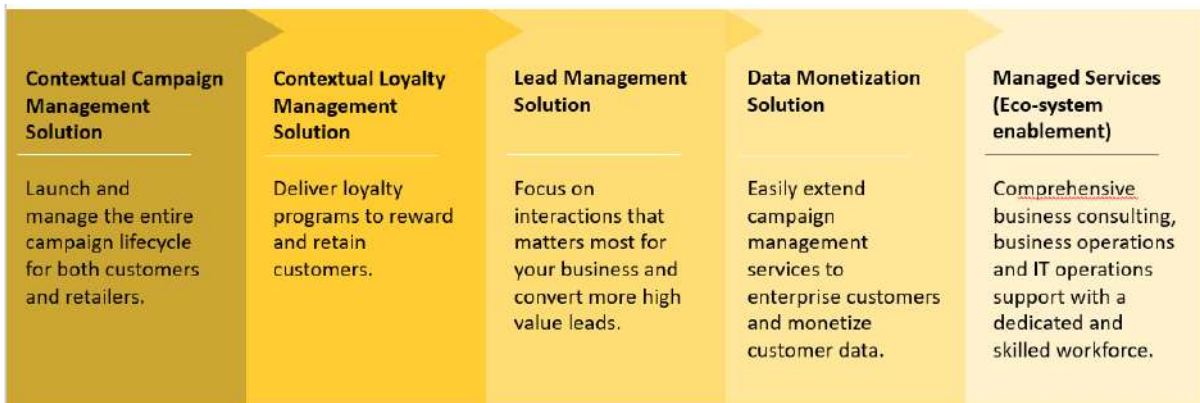 Contextual Campaign
Management
Solution
Launch and
manage the entire
campaign lifecycle
for both customers
and retailers.
Contextual Loyalty
Management
Solution
Deliver loyalty
programs to reward
and retain
customers.
Lead Management
Solution
Focus on
interactions that
matters most for
your business and
convert more high
value leads.
Data Monetization
Solution
Easily extend
campaign
management
services to
enterprise customers
and monetize
customer data.
Managed Services
(Eco-system
enablement)
Comprehensive
business consulting,
business operations
and IT operations
support with a
dedicated and
skilled workforce.